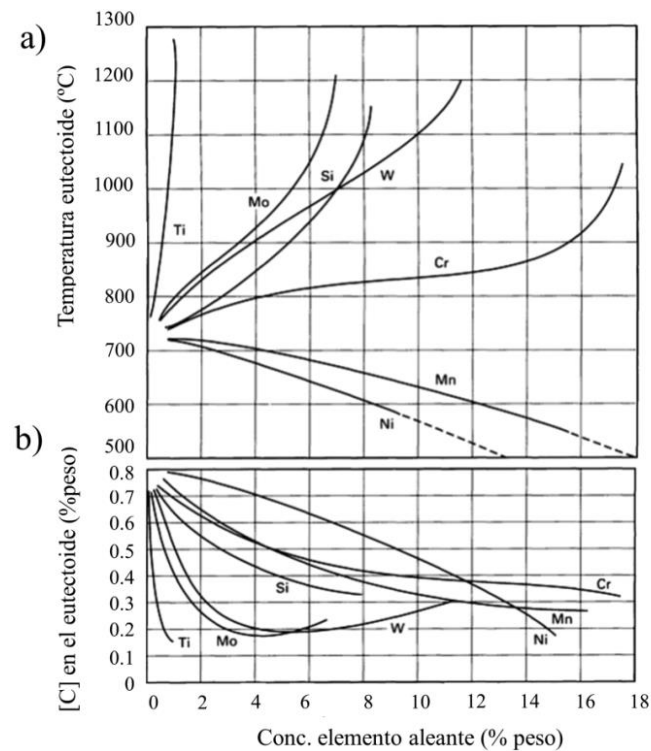 a)
Temperatura eutectoide (ºC)
1300
1200
1100
1000
900
800
700
600
500
Ti
Mo
Si
W
Cr
Mn
Ni
b)
[C] en el eutectoide (%peso)
0.8
0.7
0.6
0.5
0.4
0.3
0.2
0.1
0
Si
Ti
Mo
W
Cr
Mn
Ni
0 2 4 6 8 10 12 14 16 18
Conc. elemento aleante (% peso)